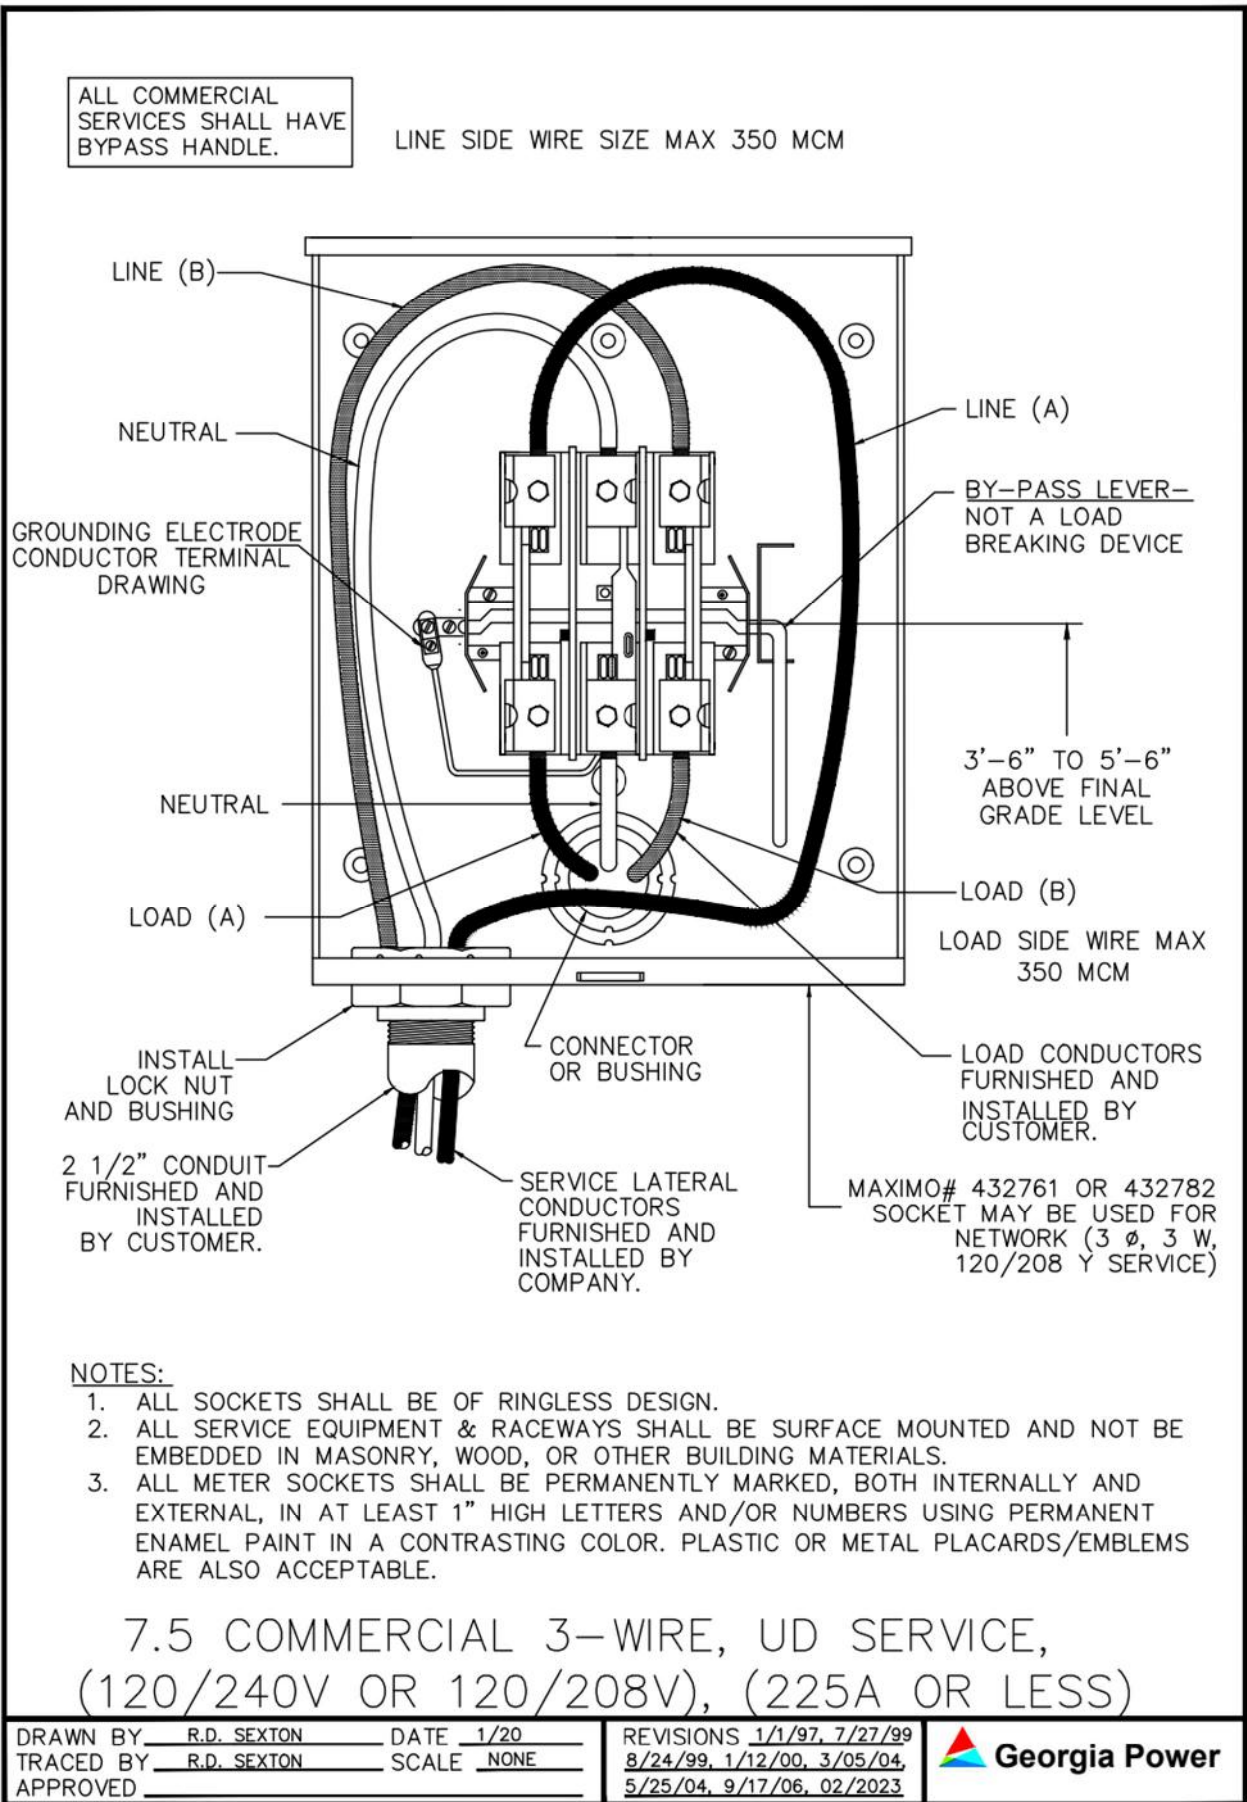 ALL COMMERCIAL
SERVICES SHALL HAVE
BYPASS HANDLE.
LINE SIDE WIRE SIZE MAX 350 MCM
LINE (B)
NEUTRAL
GROUNDING ELECTRODE
CONDUCTOR TERMINAL
DRAWING
LINE (A)
BY-PASS LEVER-
NOT A LOAD
BREAKING DEVICE
3'-6" TO 5'-6"
ABOVE FINAL
GRADE LEVEL
NEUTRAL
LOAD (A)
LOAD (B)
LOAD SIDE WIRE MAX
350 MCM
INSTALL
LOCK NUT
AND BUSHING
CONNECTOR
OR BUSHING
LOAD CONDUCTORS
FURNISHED AND
INSTALLED BY
CUSTOMER.
2 1/2" CONDUIT
FURNISHED AND
INSTALLED
BY CUSTOMER.
SERVICE LATERAL
CONDUCTORS
FURNISHED AND
INSTALLED BY
COMPANY.
MAXIMO# 432761 OR 432782
SOCKET MAY BE USED FOR
NETWORK (3 ø, 3 W,
120/208 Y SERVICE)
NOTES:
1. ALL SOCKETS SHALL BE OF RINGLESS DESIGN.
2. ALL SERVICE EQUIPMENT & RACEWAYS SHALL BE SURFACE MOUNTED AND NOT BE
EMBEDDED IN MASONRY, WOOD, OR OTHER BUILDING MATERIALS.
3. ALL METER SOCKETS SHALL BE PERMANENTLY MARKED, BOTH INTERNALLY AND
EXTERNAL, IN AT LEAST 1" HIGH LETTERS AND/OR NUMBERS USING PERMANENT
ENAMEL PAINT IN A CONTRASTING COLOR. PLASTIC OR METAL PLACARDS/EMBLEMS
ARE ALSO ACCEPTABLE.
7.5 COMMERCIAL 3-WIRE, UD SERVICE,
(120/240V OR 120/208V), (225A OR LESS)
DRAWN BY R.D. SEXTON DATE 1/20
TRACED BY R.D. SEXTON SCALE NONE
APPROVED
REVISIONS 1/1/97, 7/27/99
8/24/99, 1/12/00, 3/05/04,
5/25/04, 9/17/06, 02/2023
Georgia Power